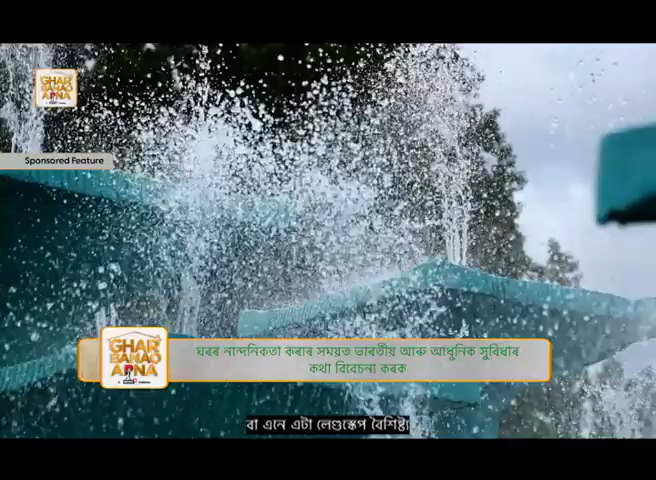 GHAR
BANAO
APNA
Sponsored Feature
GHAR
BANAO
APNA
ঘৰৰ নান্দনিকতা কৰাৰ সময়ত ভাৰতীয় আৰু আধুনিক সুবিধাৰ
কথা বিবেচনা কৰক
বা এনে এটা লেণ্ডস্কেপ বৈশিষ্ট্য